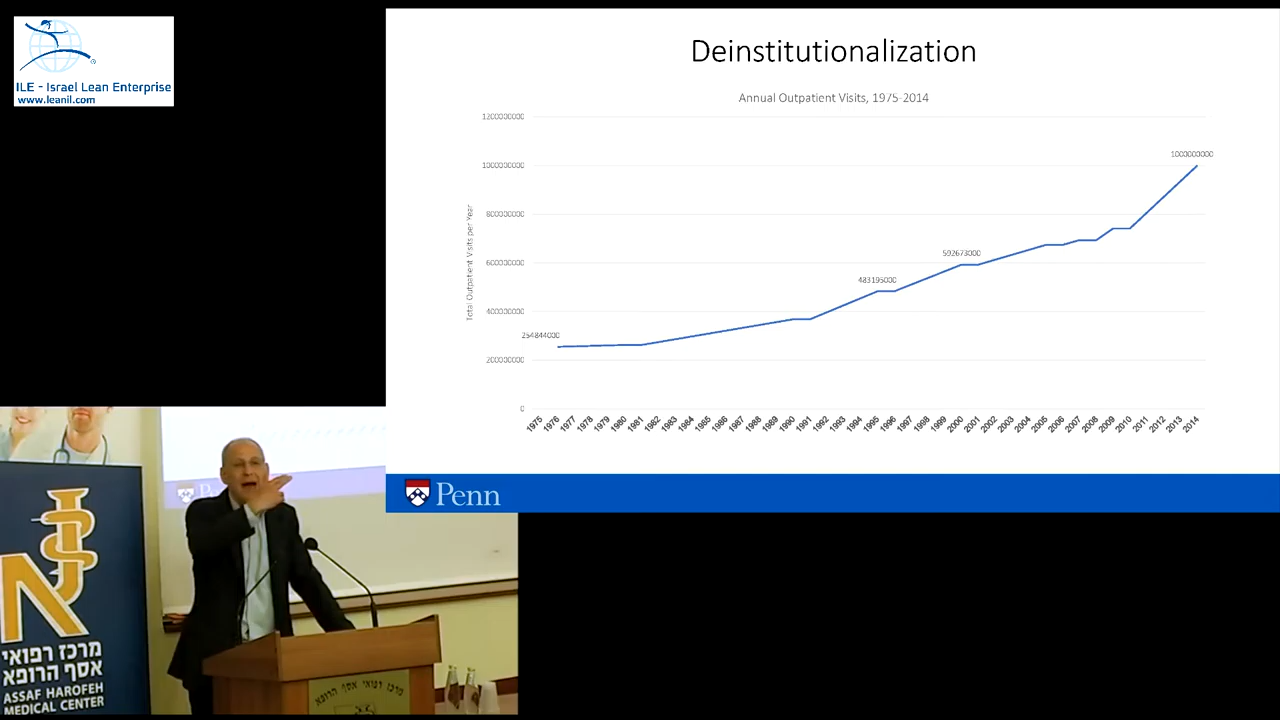 ILE - Israel Lean Enterprise
www.leanil.com
Deinstitutionalization
Annual Outpatient Visits, 1975-2014
Total Outpatient Visits per Year
1200000000
1000000000
800000000
600000000
400000000
200000000
0
254844000
483195000
592673000
1000000000
1975 1976 1977 1978 1979 1980 1981 1982 1983 1984 1985 1986 1987 1988 1989 1990 1991 1992 1993 1994 1995 1996 1997 1998 1999 2000 2001 2002 2003 2004 2005 2006 2007 2008 2009 2010 2011 2012 2013 2014
Penn
מרכז רפואי
אסף הרופא
ASSAF HAROFEH
MEDICAL CENTER
מרכז רפואי אסף הרופא